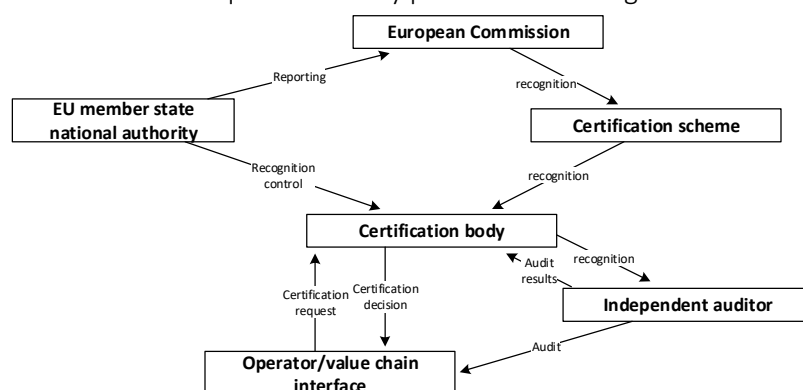 European Commission
Reporting
recognition
EU member state
national authority
Certification scheme
Recognition
control
recognition
Certification body
recognition
Audit
results
Certification
request
Certification
decision
Independent auditor
Audit
Operator/value chain
interface